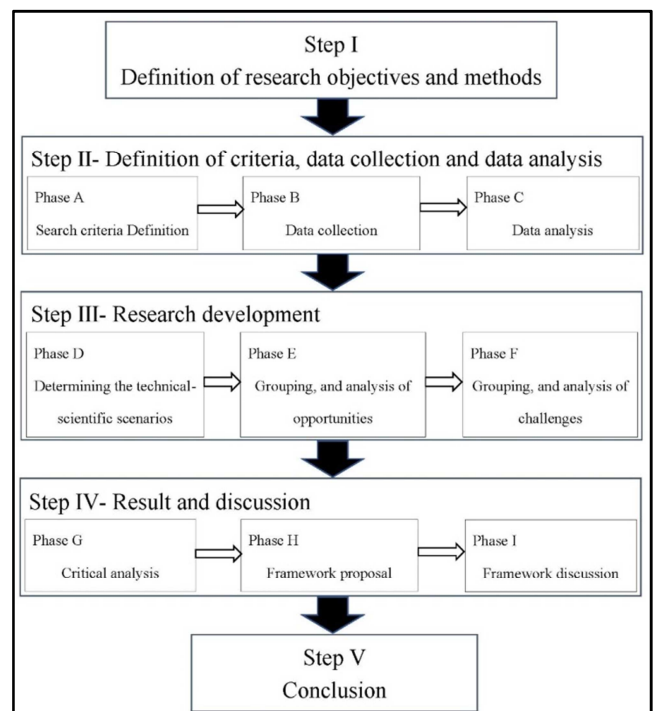 Step I
Definition of research objectives and methods
Step II- Definition of criteria, data collection and data analysis
Phase A
Search criteria Definition
Phase B
Data collection
Phase C
Data analysis
Step III- Research development
Phase D
Determining the technical-
scientific scenarios
Phase E
Grouping, and analysis of
opportunities
Phase F
Grouping, and analysis of
challenges
Step IV- Result and discussion
Phase G
Critical analysis
Phase H
Framework proposal
Phase I
Framework discussion
Step V
Conclusion